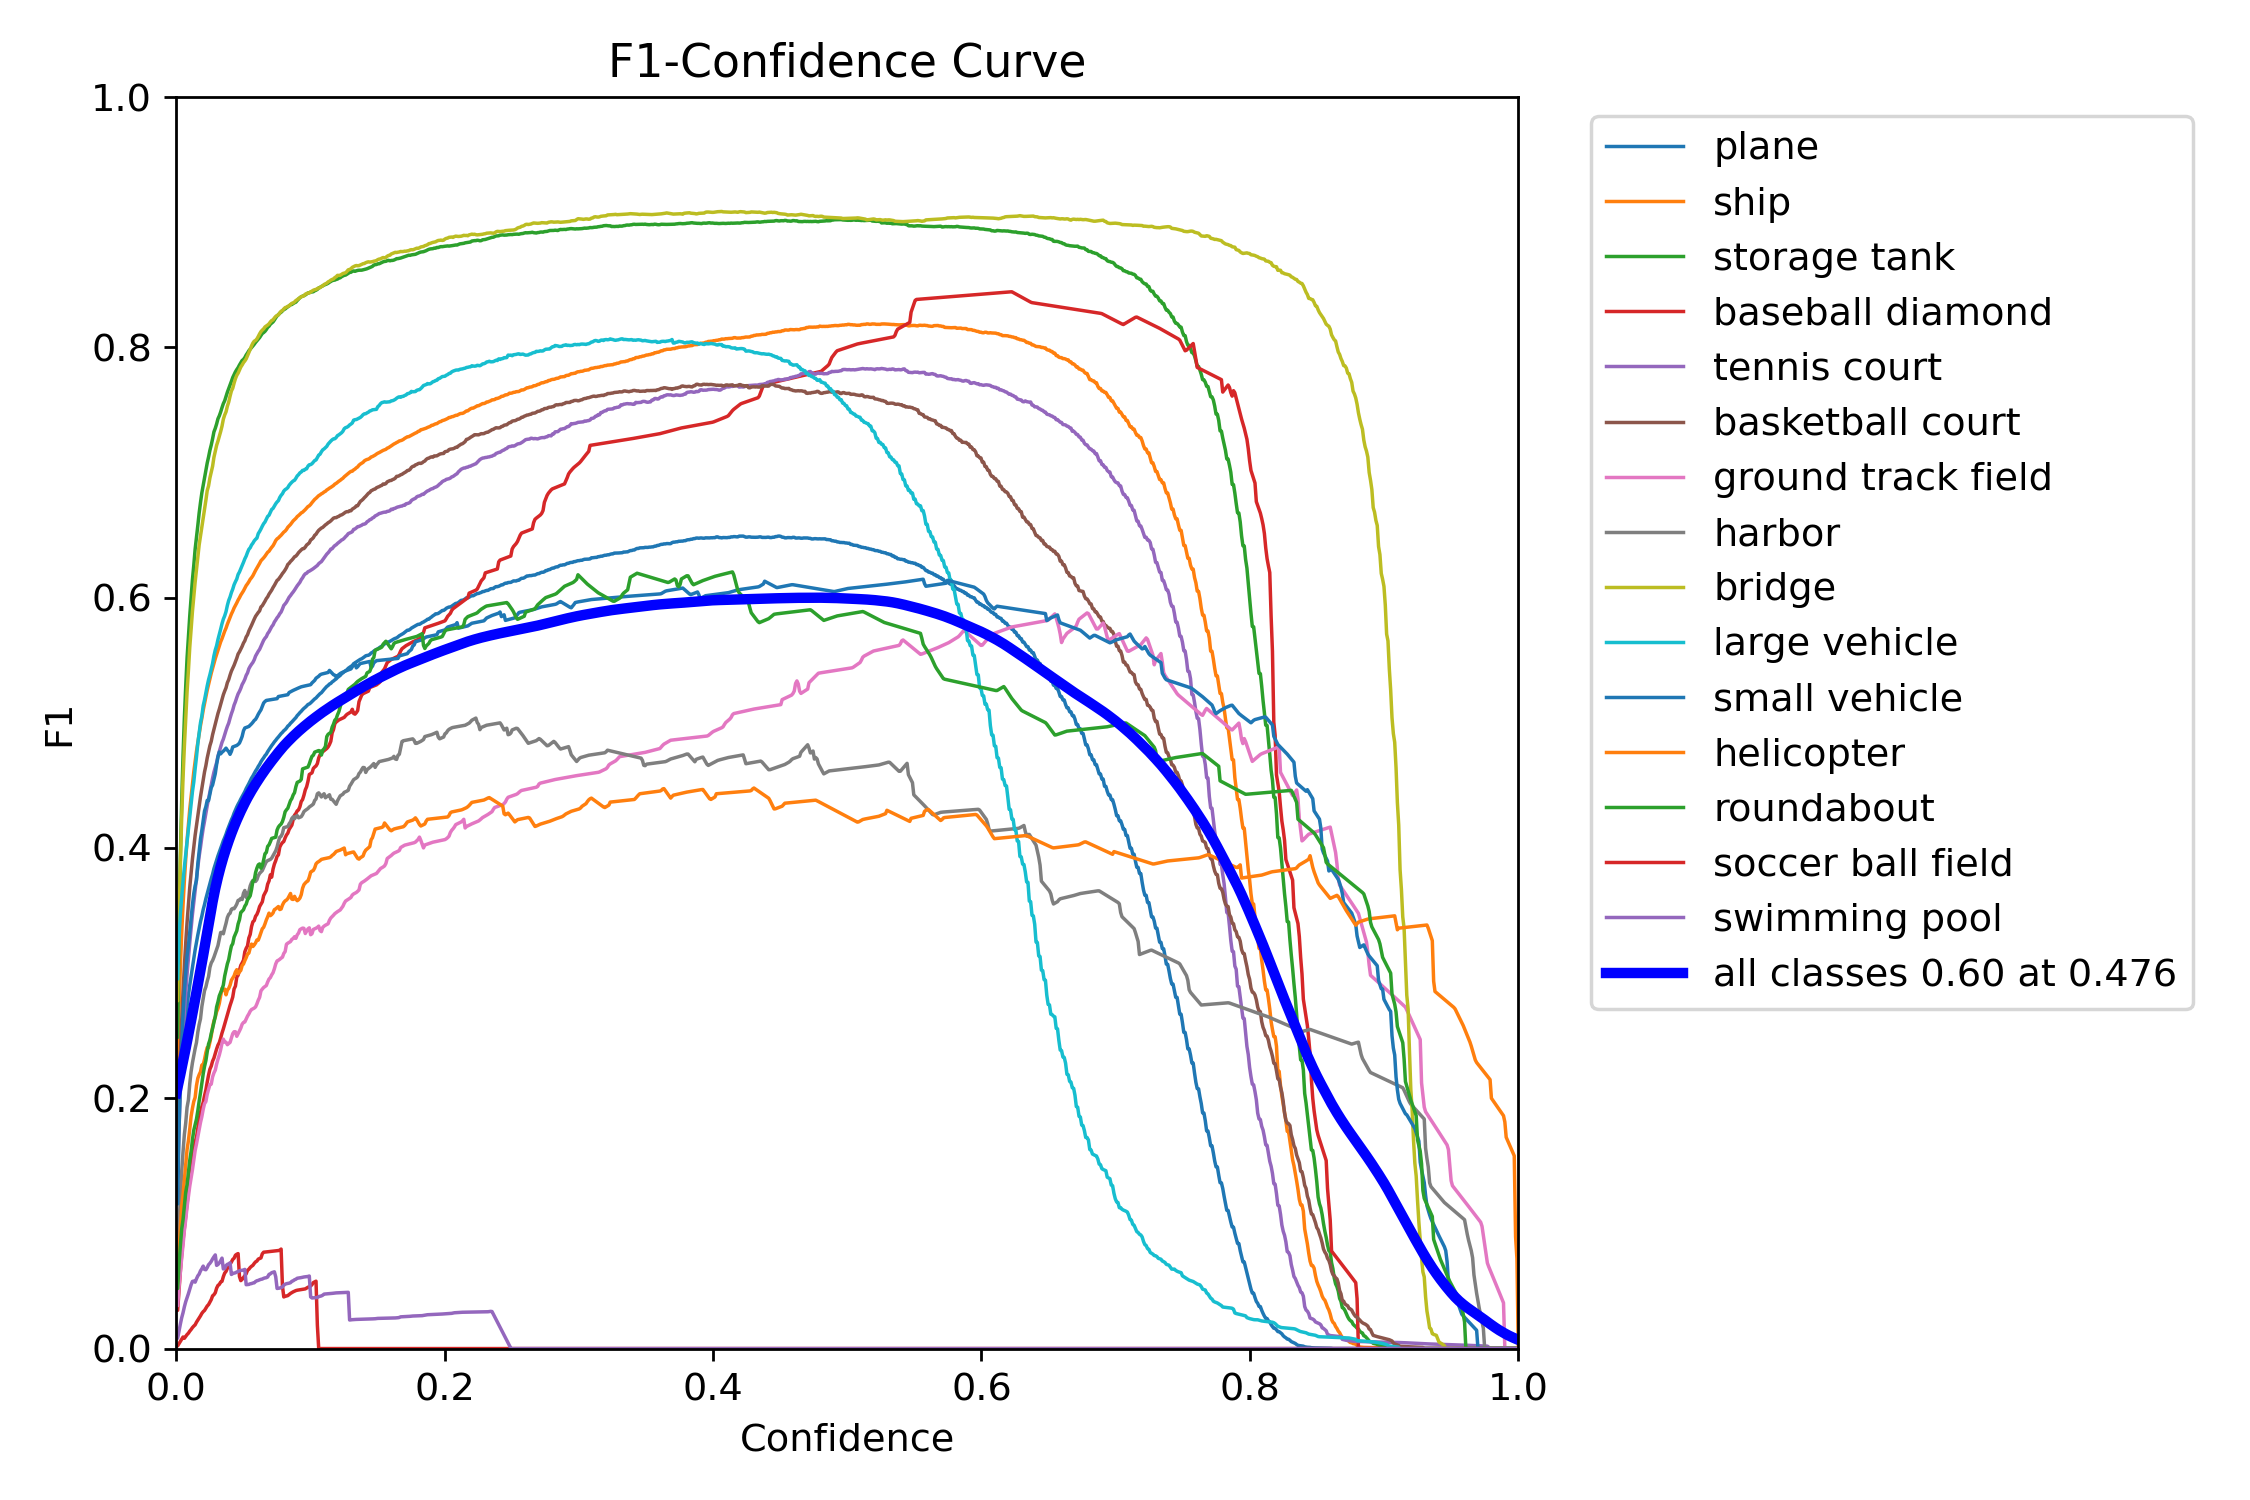 F1-Confidence Curve
1.0
0.8
0.6
0.4
0.2
0.0
F1
0.0 0.2 0.4 0.6 0.8 1.0
Confidence
plane
ship
storage tank
baseball diamond
tennis court
basketball court
ground track field
harbor
bridge
large vehicle
small vehicle
helicopter
roundabout
soccer ball field
swimming pool
all classes 0.60 at 0.476